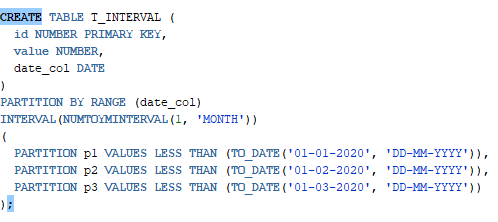 CREATE TABLE T_INTERVAL (
  id NUMBER PRIMARY KEY,
  value NUMBER,
  date_col DATE
)
PARTITION BY RANGE (date_col)
INTERVAL(NUMTOYMINTERVAL(1, 'MONTH'))
(
  PARTITION p1 VALUES LESS THAN (TO_DATE('01-01-2020', 'DD-MM-YYYY')),
  PARTITION p2 VALUES LESS THAN (TO_DATE('01-02-2020', 'DD-MM-YYYY')),
  PARTITION p3 VALUES LESS THAN (TO_DATE('01-03-2020', 'DD-MM-YYYY'))
);